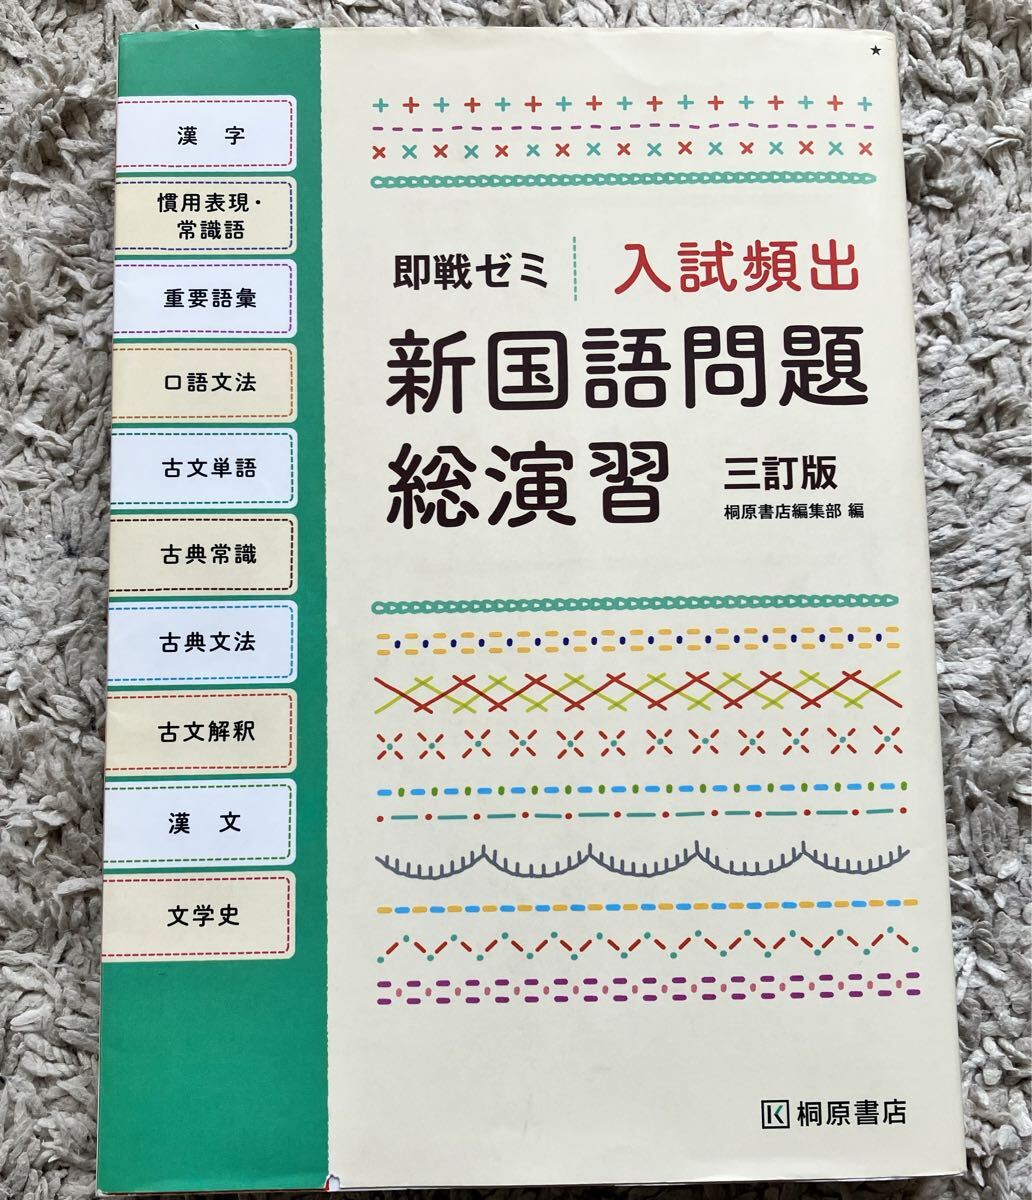 漢字
慣用表現・
常識語
重要語彙
口語文法
古文単語
古典常識
古典文法
古文解釈
漢文
文学史
★
即戦ゼミ 入試頻出
新国語問題
総演習 三訂版
桐原書店編集部 編
K 桐原書店